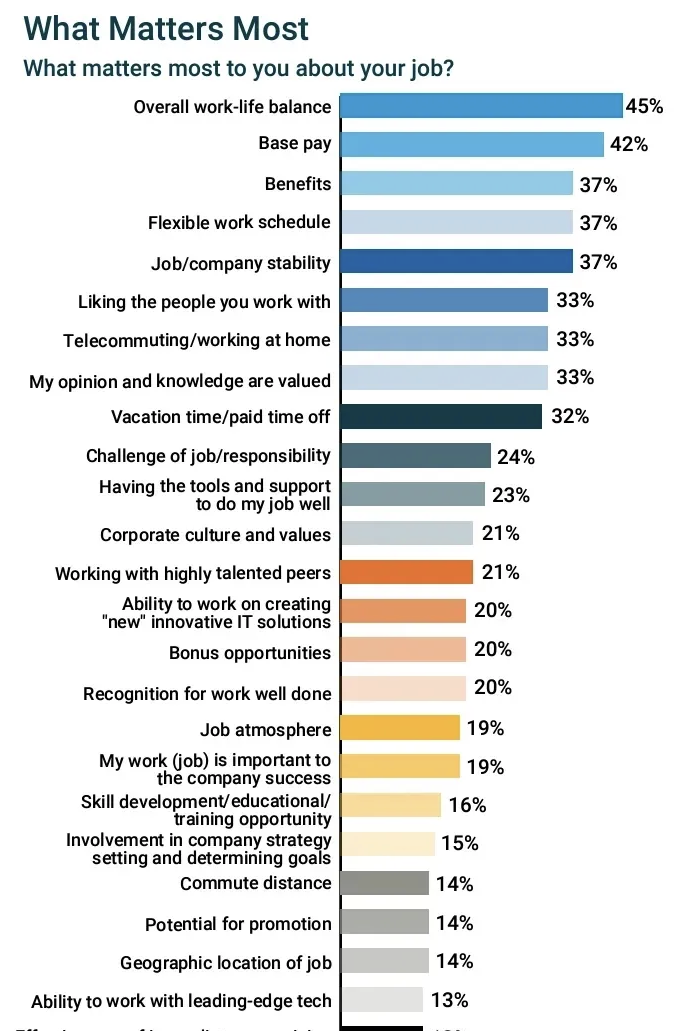 What Matters Most
What matters most to you about your job?
Overall work-life balance 45%
Base pay 42%
Benefits 37%
Flexible work schedule 37%
Job/company stability 37%
Liking the people you work with 33%
Telecommuting/working at home 33%
My opinion and knowledge are valued 33%
Vacation time/paid time off 32%
Challenge of job/responsibility 24%
Having the tools and support
to do my job well 23%
Corporate culture and values 21%
Working with highly talented peers 21%
Ability to work on creating
"new" innovative IT solutions 20%
Bonus opportunities 20%
Recognition for work well done 20%
Job atmosphere 19%
My work (job) is important to
the company success 19%
Skill development/educational/
training opportunity 16%
Involvement in company strategy
setting and determining goals 15%
Commute distance 14%
Potential for promotion 14%
Geographic location of job 14%
Ability to work with leading-edge tech 13%